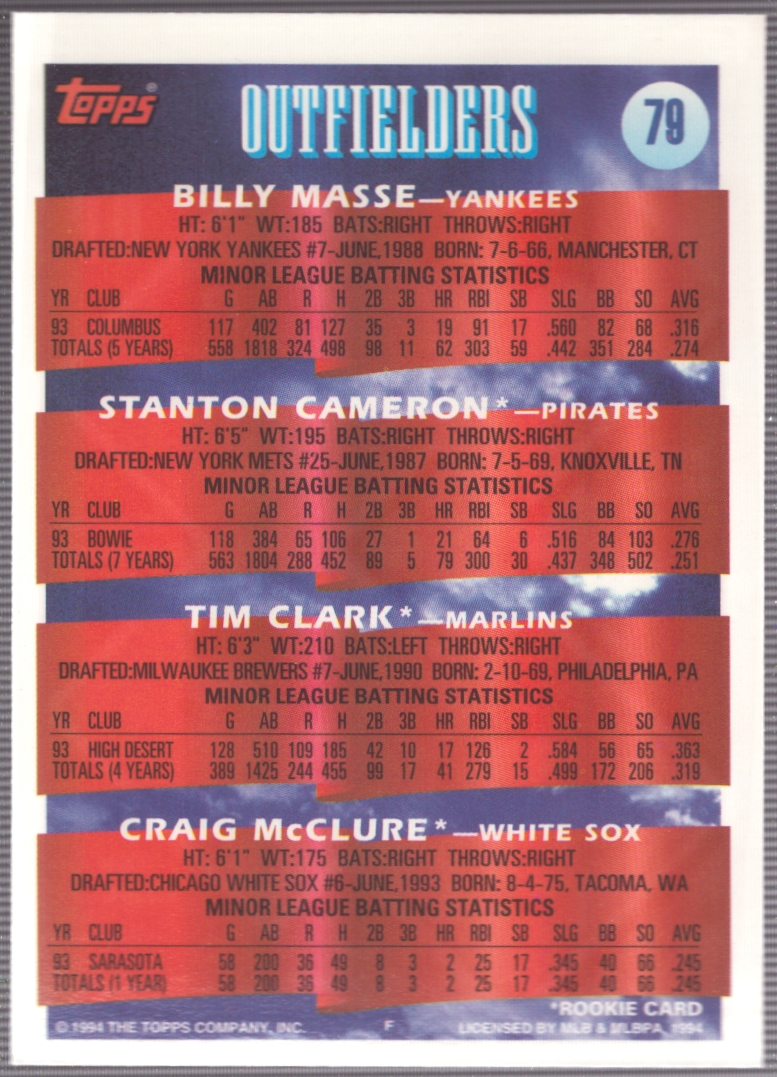 TOPPS®
OUTFIELDERS
79
BILLY MASSE—YANKEES
HT: 6'1" WT:185 BATS:RIGHT THROWS:RIGHT
DRAFTED:NEW YORK YANKEES #7-JUNE,1988 BORN: 7-6-66, MANCHESTER, CT
MINOR LEAGUE BATTING STATISTICS
YR CLUB G AB R H 2B 3B HR RBI SB SLG BB SO AVG
93 COLUMBUS 117 402 81 127 35 3 19 91 17 .560 82 68 .316
TOTALS (5 YEARS) 558 1818 324 498 98 11 62 303 59 .442 351 284 .274
STANTON CAMERON*—PIRATES
HT: 6'5" WT:195 BATS:RIGHT THROWS:RIGHT
DRAFTED:NEW YORK METS #25-JUNE,1987 BORN: 7-5-69, KNOXVILLE, TN
MINOR LEAGUE BATTING STATISTICS
YR CLUB G AB R H 2B 3B HR RBI SB SLG BB SO AVG
93 BOWIE 118 384 65 106 27 1 21 64 6 .516 84 103 .276
TOTALS (7 YEARS) 563 1804 288 452 89 5 79 300 30 .437 348 502 .251
TIM CLARK*—MARLINS
HT: 6'3" WT:210 BATS:LEFT THROWS:RIGHT
DRAFTED:MILWAUKEE BREWERS #7-JUNE,1990 BORN: 2-10-69, PHILADELPHIA, PA
MINOR LEAGUE BATTING STATISTICS
YR CLUB G AB R H 2B 3B HR RBI SB SLG BB SO AVG
93 HIGH DESERT 128 510 109 185 42 10 17 126 2 .584 56 65 .363
TOTALS (4 YEARS) 389 1425 244 455 99 17 41 279 15 .499 172 206 .319
CRAIG McCLURE*—WHITE SOX
HT: 6'1" WT:175 BATS:RIGHT THROWS:RIGHT
DRAFTED:CHICAGO WHITE SOX #6-JUNE,1993 BORN: 8-4-75, TACOMA, WA
MINOR LEAGUE BATTING STATISTICS
YR CLUB G AB R H 2B 3B HR RBI SB SLG BB SO AVG
93 SARASOTA 58 200 36 49 8 3 2 25 17 .345 40 66 .245
TOTALS (1 YEAR) 58 200 36 49 8 3 2 25 17 .345 40 66 .245
*ROOKIE CARD
© 1994 THE TOPPS COMPANY, INC. F LICENSED BY MLB & MLBPA, 1994